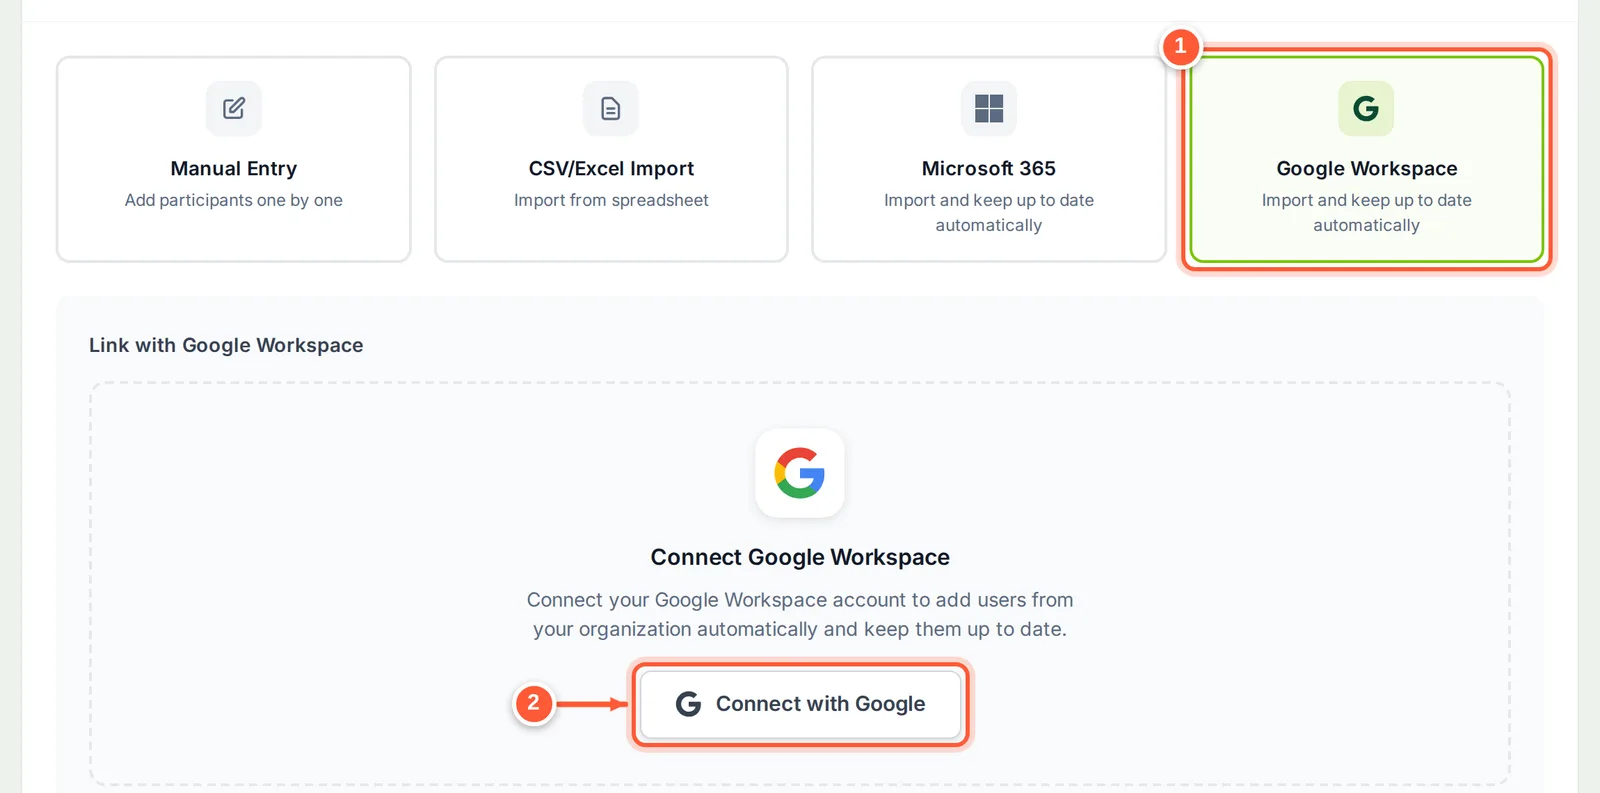 1
Manual Entry
Add participants one by one
CSV/Excel Import
Import from spreadsheet
Microsoft 365
Import and keep up to date
automatically
Google Workspace
Import and keep up to date
automatically
Link with Google Workspace
Connect Google Workspace
Connect your Google Workspace account to add users from
your organization automatically and keep them up to date.
2
Connect with Google